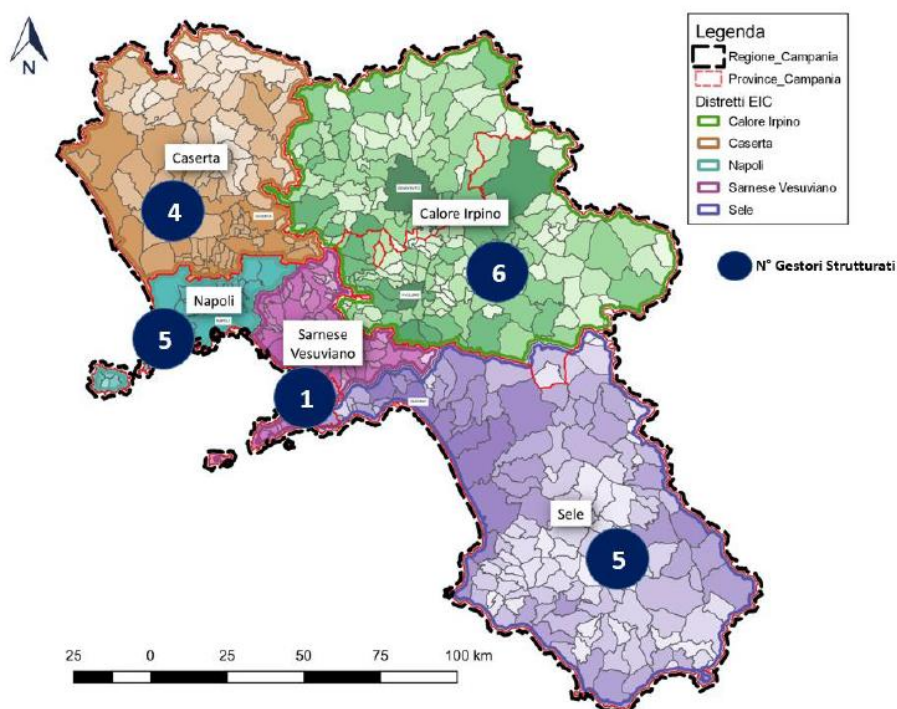 N
Legenda
Regione_Campania
Province_Campania
Distretti EIC
Calore Irpino
Caserta
Napoli
Sarnese Vesuviano
Sele
N° Gestori Strutturati
Caserta
4
Calore Irpino
6
Napoli
5
Sarnese
Vesuviano
1
Sele
5
25 0 25 50 75 100 km